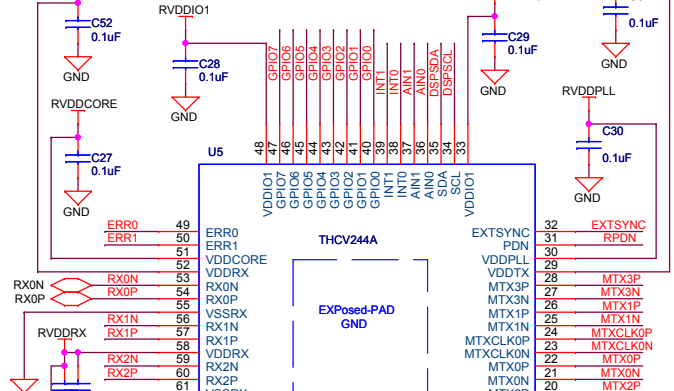 C52
0.1uF
GND
RVDDIO1
C28
0.1uF
GND
C29
0.1uF
GND
0.1uF
GND
RVDDCORE
C27
0.1uF
GND
RVDDPLL
C30
0.1uF
GND
GPIO7
GPIO6
GPIO5
GPIO4
GPIO3
GPIO2
GPIO1
GPIO0
INT1
INT0
AIN1
AIN0
DSPSDA
DSPSCL
U5
48
47
46
45
44
43
42
41
40
39
38
37
36
35
34
33
VDDIO1
GPIO7
GPIO6
GPIO5
GPIO4
GPIO3
GPIO2
GPIO1
GPIO0
INT1
INT0
AIN1
AIN0
SDA
SCL
VDDIO1
THCV244A
EXPosed-PAD
GND
ERR0 49 ERR0
ERR1 50 ERR1
51 VDDCORE
52 VDDRX
RX0N RX0N 53 RX0N
RX0P RX0P 54 RX0P
55 VSSRX
RX1N 56 RX1N
RX1P 57 RX1P
RVDDRX
58 VDDRX
RX2N 59 RX2N
RX2P 60 RX2P
61 VSSRX
EXTSYNC 32 EXTSYNC
PDN 31 RPDN
VDDPLL 30
VDDTX 29
MTX3P 28 MTX3P
MTX3N 27 MTX3N
MTX1P 26 MTX1P
MTX1N 25 MTX1N
MTXCLK0P 24 MTXCLK0P
MTXCLK0N 23 MTXCLK0N
MTX0P 22 MTX0P
MTX0N 21 MTX0N
20 MTX2P